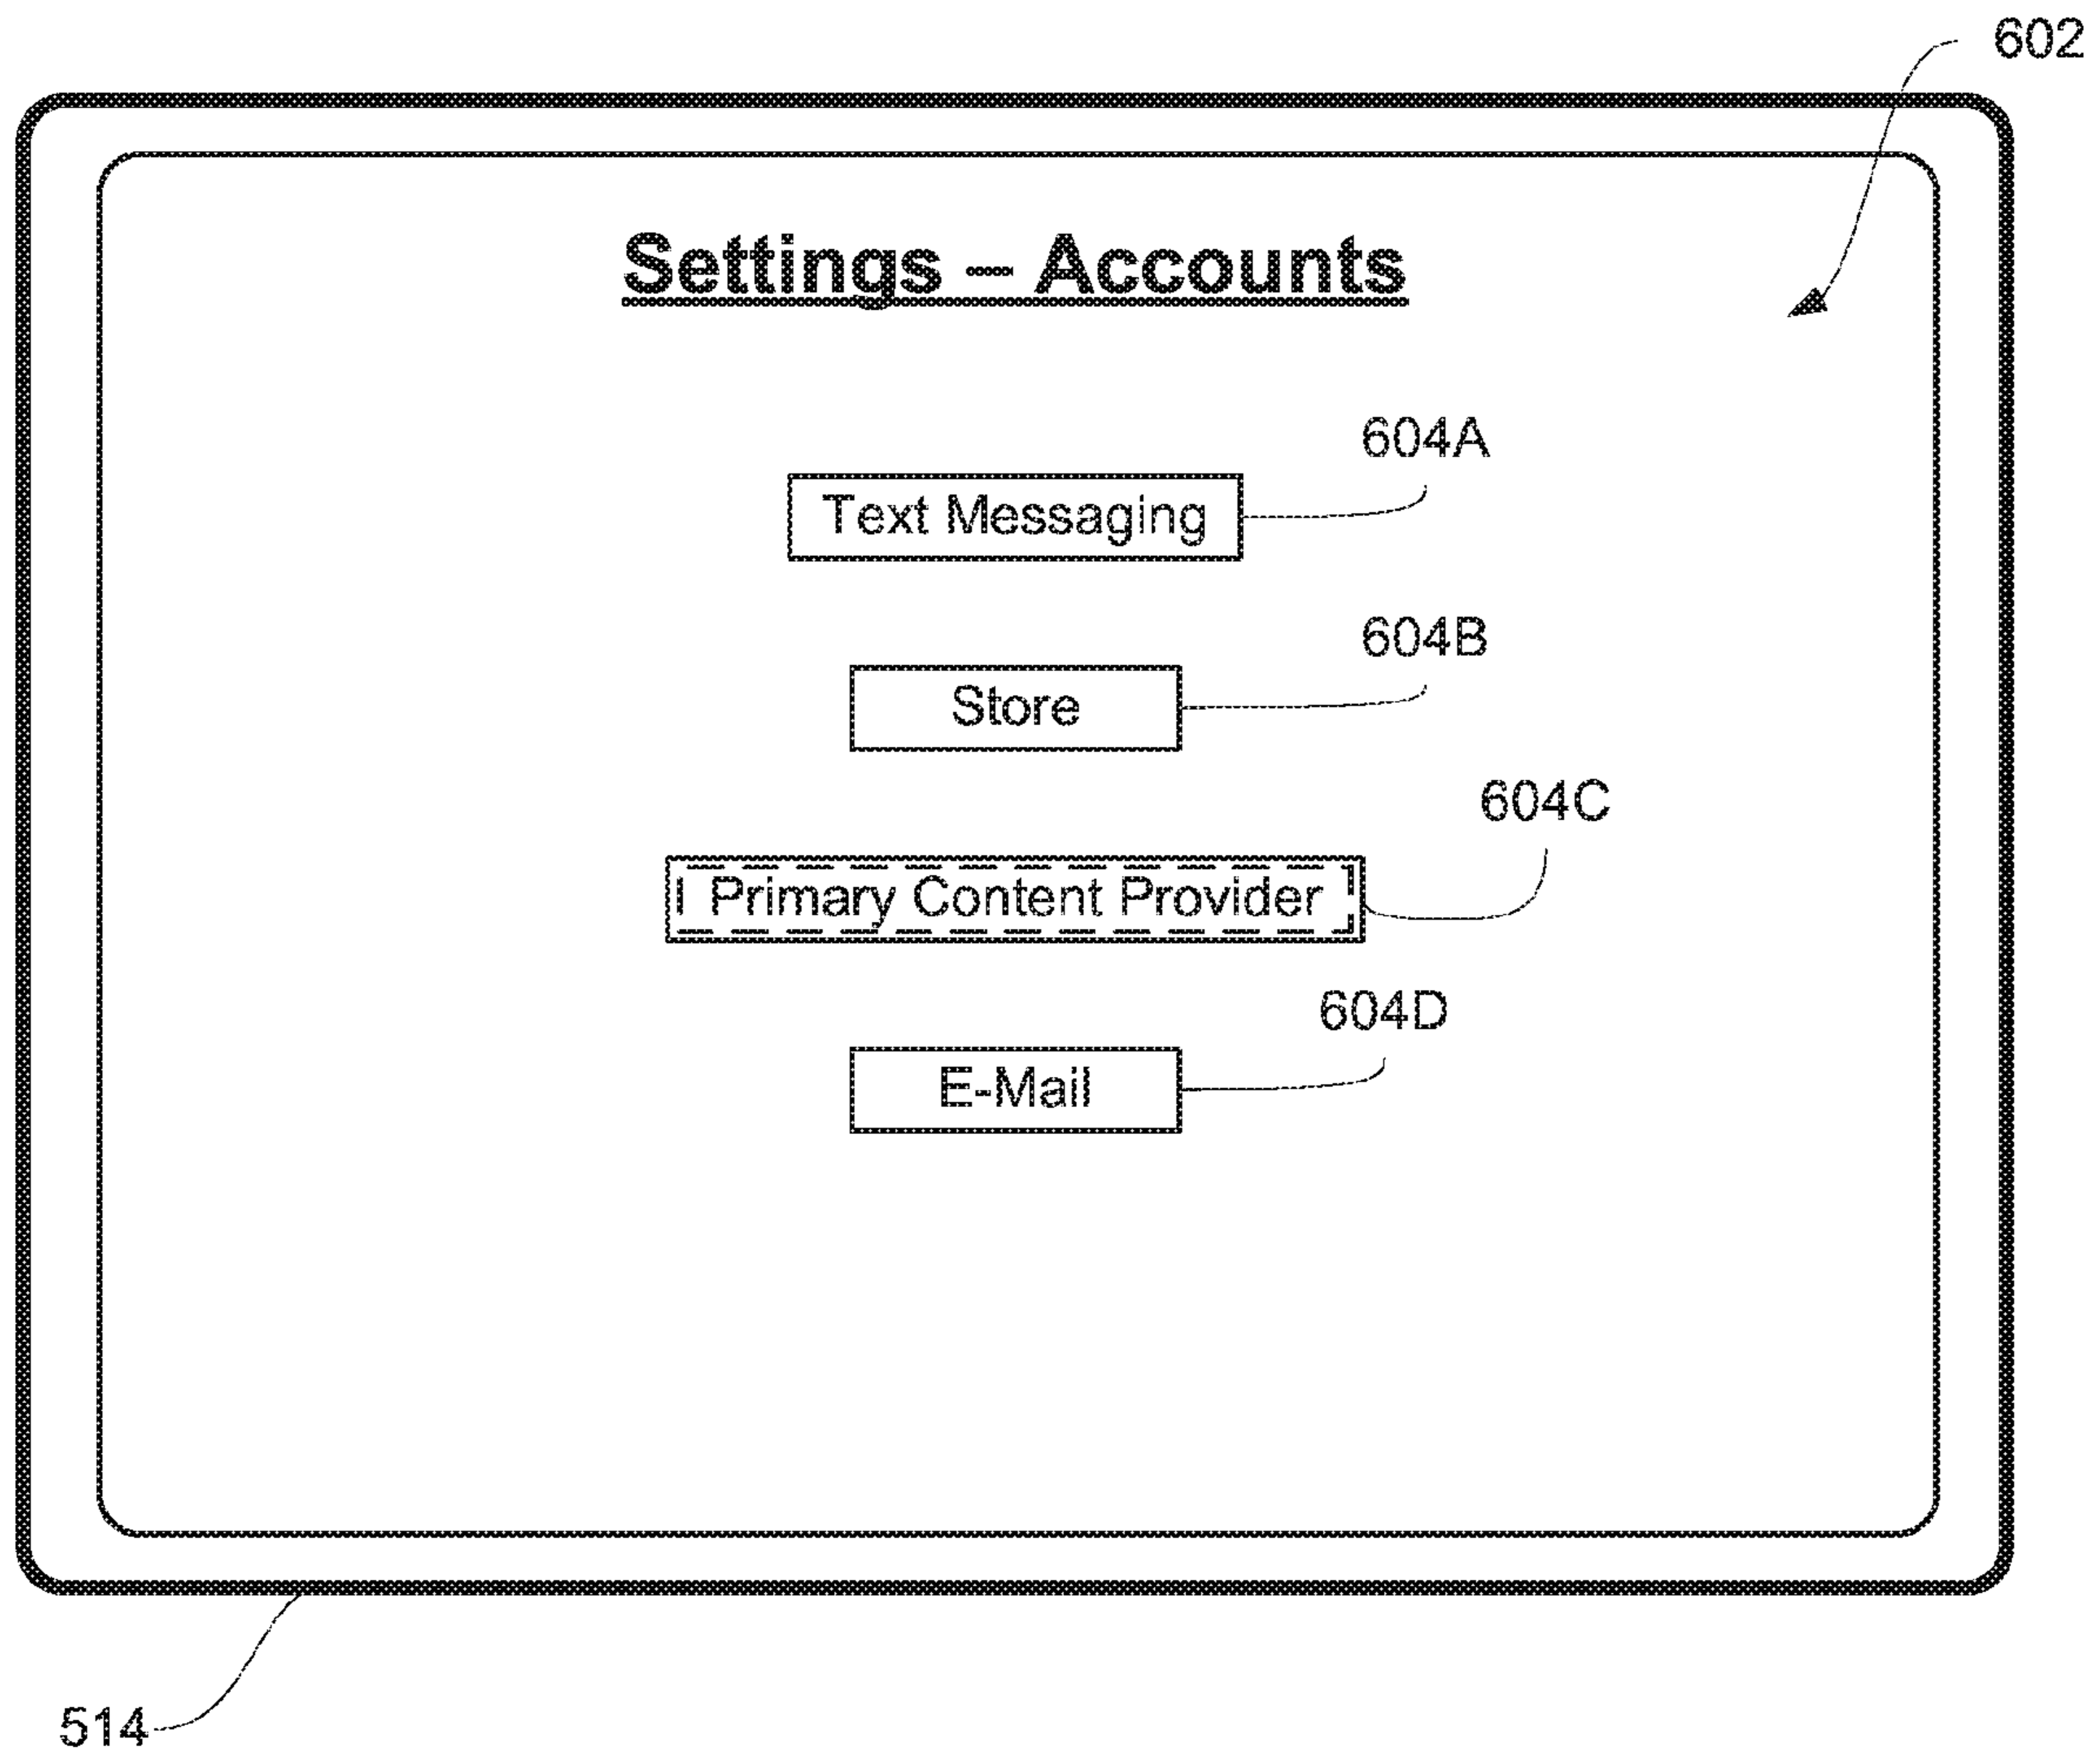 602
Settings – Accounts
604A
Text Messaging
604B
Store
604C
Primary Content Provider
604D
E-Mail
514